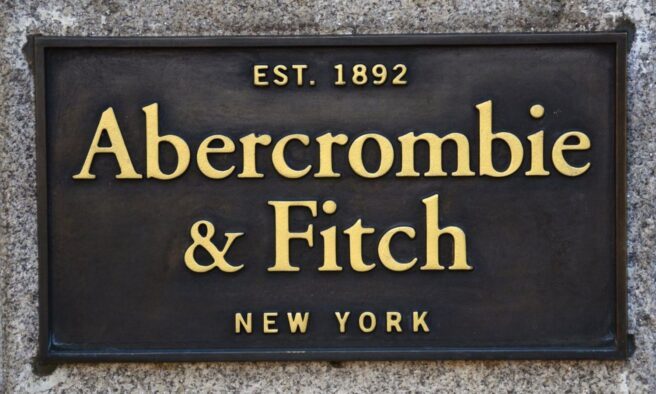 EST. 1892
Abercrombie
& Fitch
NEW YORK